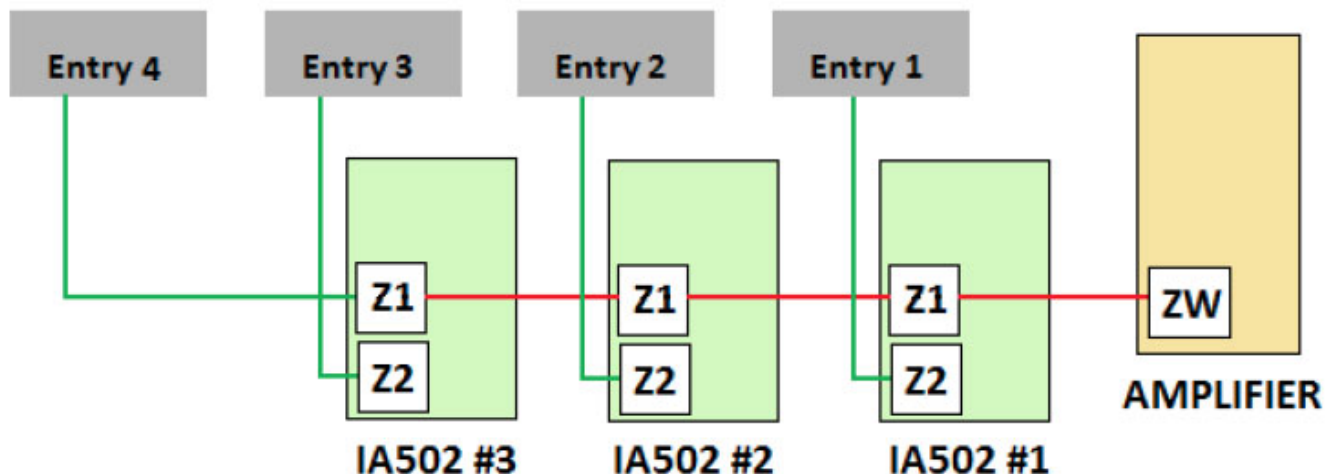 Entry 4
Entry 3
Entry 2
Entry 1
Z1
Z1
Z1
ZW
Z2
Z2
Z2
AMPLIFIER
IA502 #3
IA502 #2
IA502 #1